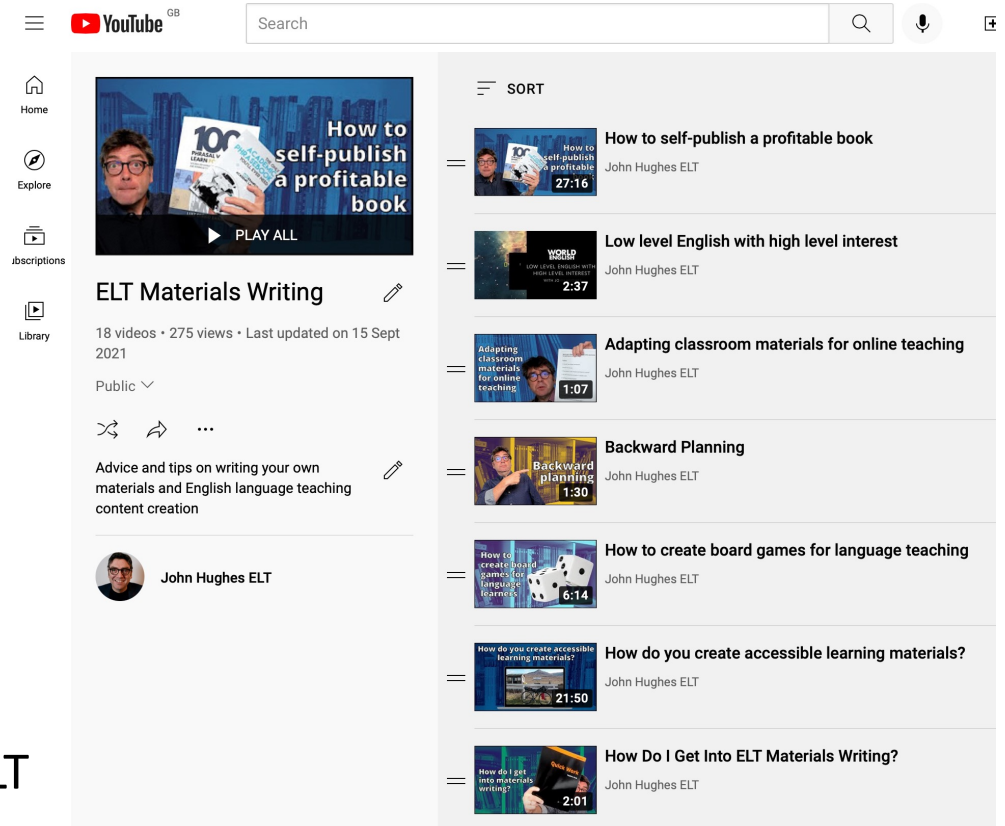 YouTube GB
Search
Home
Explore
ubscriptions
Library
How to
self-publish
a profitable
book
PLAY ALL
ELT Materials Writing
18 videos • 275 views • Last updated on 15 Sept
2021
Public
Advice and tips on writing your own
materials and English language teaching
content creation
John Hughes ELT
SORT
How to
self-publish
a profitable
27:16
How to self-publish a profitable book
John Hughes ELT
WORLD
ENGLISH
LOW LEVEL ENGLISH WITH
HIGH LEVEL INTEREST
2:37
Low level English with high level interest
John Hughes ELT
Adapting
classroom
materials
for online
teaching
1:07
Adapting classroom materials for online teaching
John Hughes ELT
Backward
planning
1:30
Backward Planning
John Hughes ELT
How to
create board
games for
language
learners
6:14
How to create board games for language teaching
John Hughes ELT
How do you create accessible
learning materials?
21:50
How do you create accessible learning materials?
John Hughes ELT
How do I get
into materials
writing?
Quick Work
2:01
How Do I Get Into ELT Materials Writing?
John Hughes ELT
LT